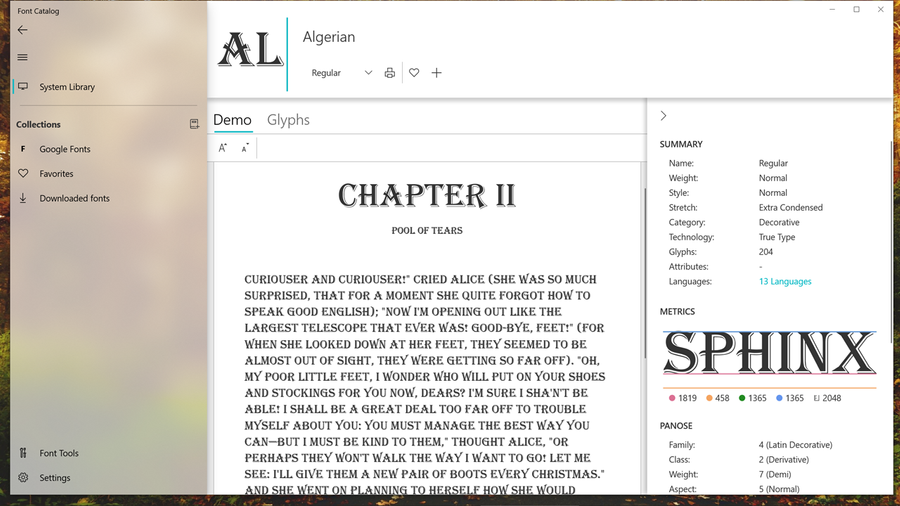 Font Catalog
System Library
Collections
F Google Fonts
Favorites
Downloaded fonts
Font Tools
Settings
AL
Algerian
Regular
Demo Glyphs
A A
CHAPTER II
POOL OF TEARS
CURIOUSER AND CURIOUSER!" CRIED ALICE (SHE WAS SO MUCH
SURPRISED, THAT FOR A MOMENT SHE QUITE FORGOT HOW TO
SPEAK GOOD ENGLISH); "NOW I'M OPENING OUT LIKE THE
LARGEST TELESCOPE THAT EVER WAS! GOOD-BYE, FEET!" (FOR
WHEN SHE LOOKED DOWN AT HER FEET, THEY SEEMED TO BE
ALMOST OUT OF SIGHT, THEY WERE GETTING SO FAR OFF). "OH,
MY POOR LITTLE FEET, I WONDER WHO WILL PUT ON YOUR SHOES
AND STOCKINGS FOR YOU NOW, DEARS? I'M SURE I SHA'N'T BE
ABLE! I SHALL BE A GREAT DEAL TOO FAR OFF TO TROUBLE
MYSELF ABOUT YOU: YOU MUST MANAGE THE BEST WAY YOU
CAN—BUT I MUST BE KIND TO THEM," THOUGHT ALICE, "OR
PERHAPS THEY WON'T WALK THE WAY I WANT TO GO! LET ME
SEE: I'LL GIVE THEM A NEW PAIR OF BOOTS EVERY CHRISTMAS."
AND SHE WENT ON PLANNING TO HERSELF HOW SHE WOULD
SUMMARY
Name: Regular
Weight: Normal
Style: Normal
Stretch: Extra Condensed
Category: Decorative
Technology: True Type
Glyphs: 204
Attributes: -
Languages: 13 Languages
METRICS
SPHINX
1819 458 1365 1365 2048
PANOSE
Family: 4 (Latin Decorative)
Class: 2 (Derivative)
Weight: 7 (Demi)
Aspect: 5 (Normal)